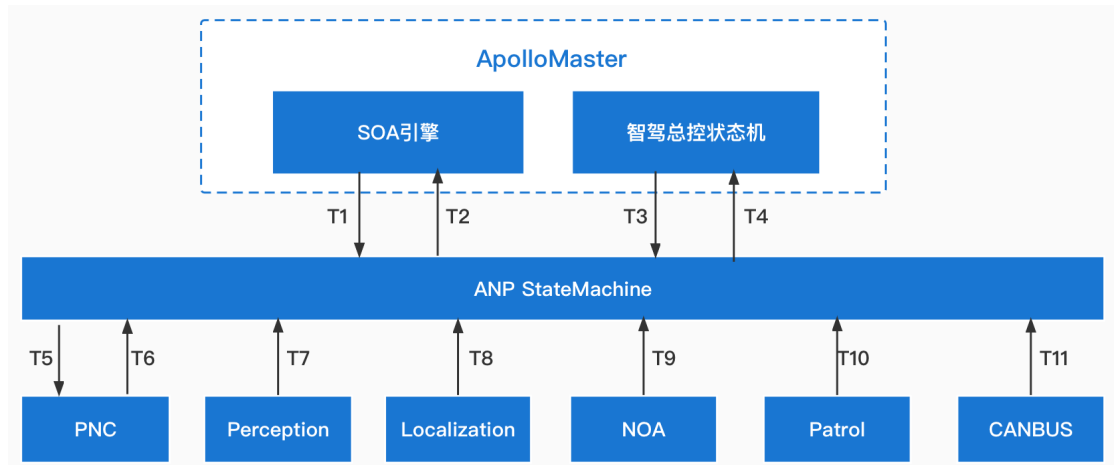 ApolloMaster
SOA引擎
智驾总控状态机
T1
T2
T3
T4
ANP StateMachine
T5
T6
T7
T8
T9
T10
T11
PNC
Perception
Localization
NOA
Patrol
CANBUS